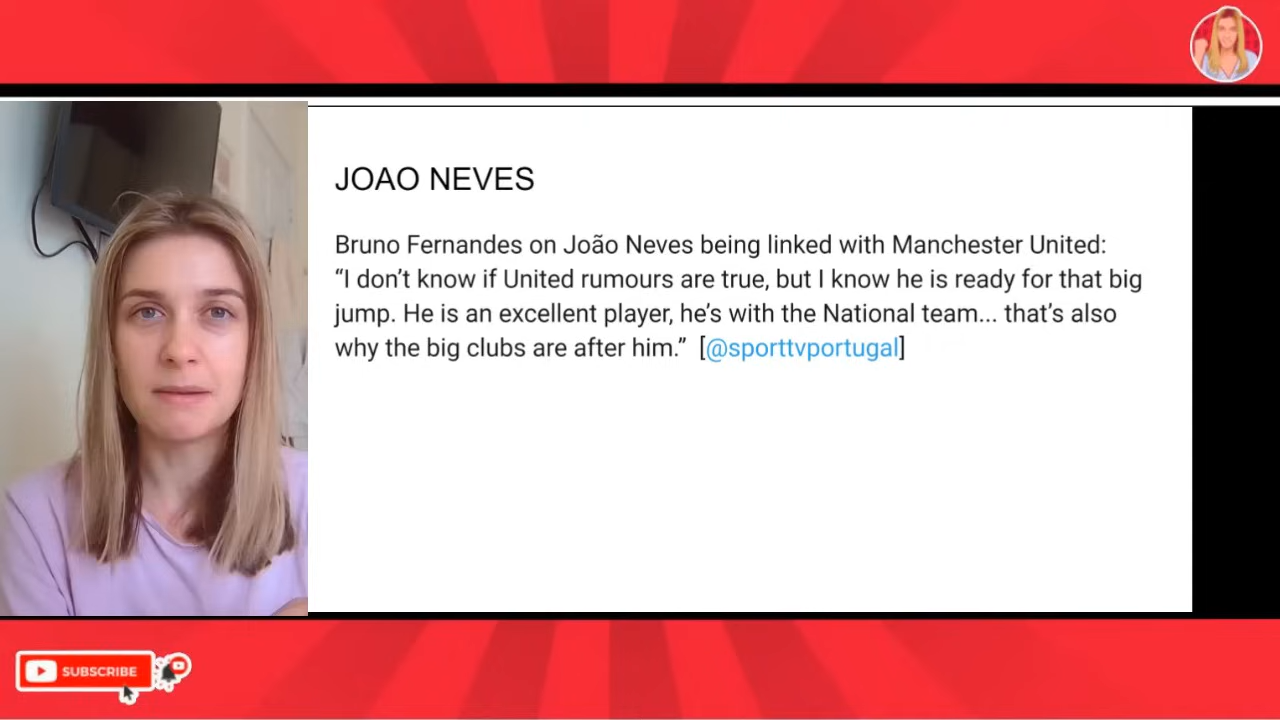 JOAO NEVES
Bruno Fernandes on João Neves being linked with Manchester United:
“I don’t know if United rumours are true, but I know he is ready for that big
jump. He is an excellent player, he’s with the National team... that’s also
why the big clubs are after him.” [@sporttvportugal]
SUBSCRIBE